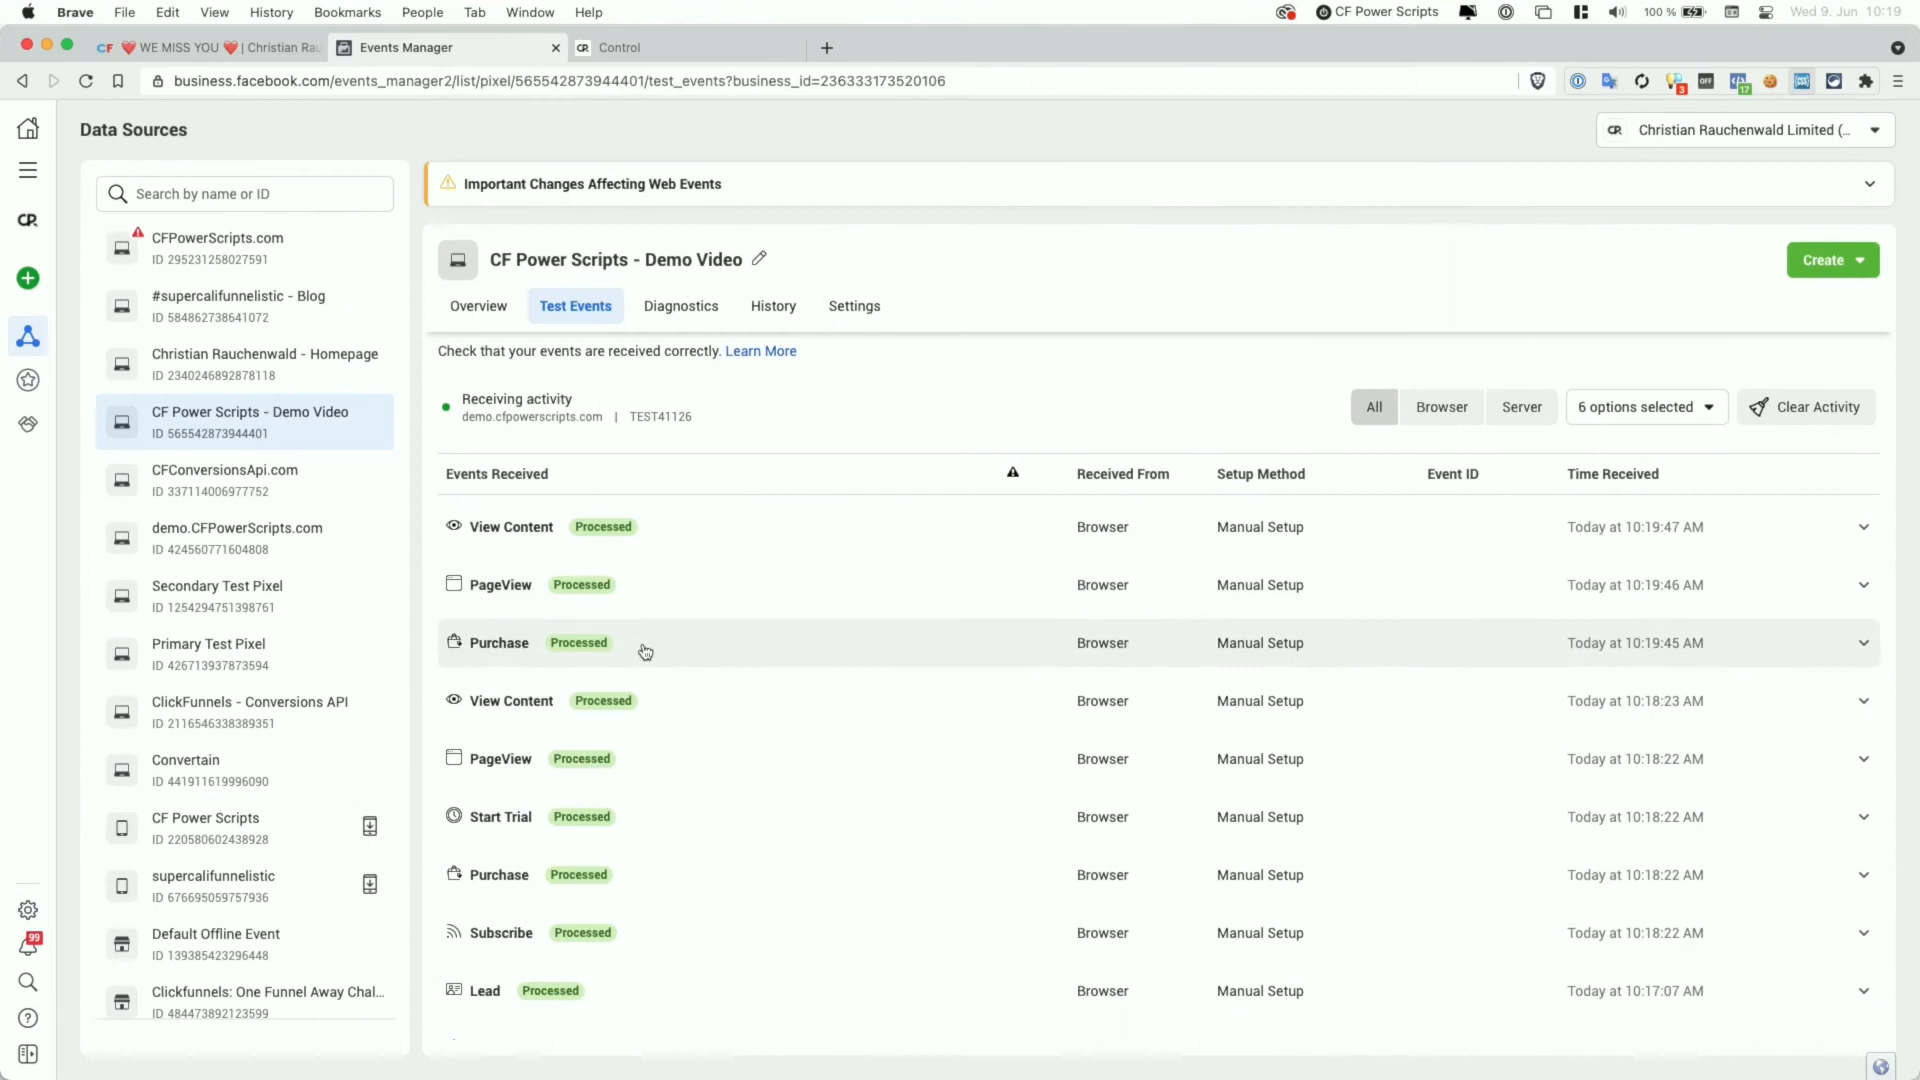 Brave File Edit View History Bookmarks People Tab Window Help CF Power Scripts 100 % Wed 9. Jun 10:19
CF ❤️ WE MISS YOU ❤️ | Christian Rau Events Manager CR Control
business.facebook.com/events_manager2/list/pixel/565542873944401/test_events?business_id=236333173520106 3 OFF 17
Data Sources
CR Christian Rauchenwald Limited (...
Search by name or ID
Important Changes Affecting Web Events
CR
CFPowerScripts.com
ID 295231258027591
#supercalifunnelistic - Blog
ID 584862738641072
Christian Rauchenwald - Homepage
ID 2340246892878118
CF Power Scripts - Demo Video
ID 565542873944401
CFConversionsApi.com
ID 337114006977752
demo.CFPowerScripts.com
ID 424560771604808
Secondary Test Pixel
ID 1254294751398761
Primary Test Pixel
ID 426713937873594
ClickFunnels - Conversions API
ID 2116546338389351
Convertain
ID 441911619996090
CF Power Scripts
ID 220580602438928
supercalifunnelistic
ID 676695059757936
Default Offline Event
ID 139385423296448
Clickfunnels: One Funnel Away Chal...
ID 484473892123599
99
CF Power Scripts - Demo Video
Create
Overview Test Events Diagnostics History Settings
Check that your events are received correctly. Learn More
Receiving activity
demo.cfpowerscripts.com | TEST41126
All Browser Server 6 options selected Clear Activity
Events Received Received From Setup Method Event ID Time Received
View Content Processed Browser Manual Setup Today at 10:19:47 AM
PageView Processed Browser Manual Setup Today at 10:19:46 AM
Purchase Processed Browser Manual Setup Today at 10:19:45 AM
View Content Processed Browser Manual Setup Today at 10:18:23 AM
PageView Processed Browser Manual Setup Today at 10:18:22 AM
Start Trial Processed Browser Manual Setup Today at 10:18:22 AM
Purchase Processed Browser Manual Setup Today at 10:18:22 AM
Subscribe Processed Browser Manual Setup Today at 10:18:22 AM
Lead Processed Browser Manual Setup Today at 10:17:07 AM